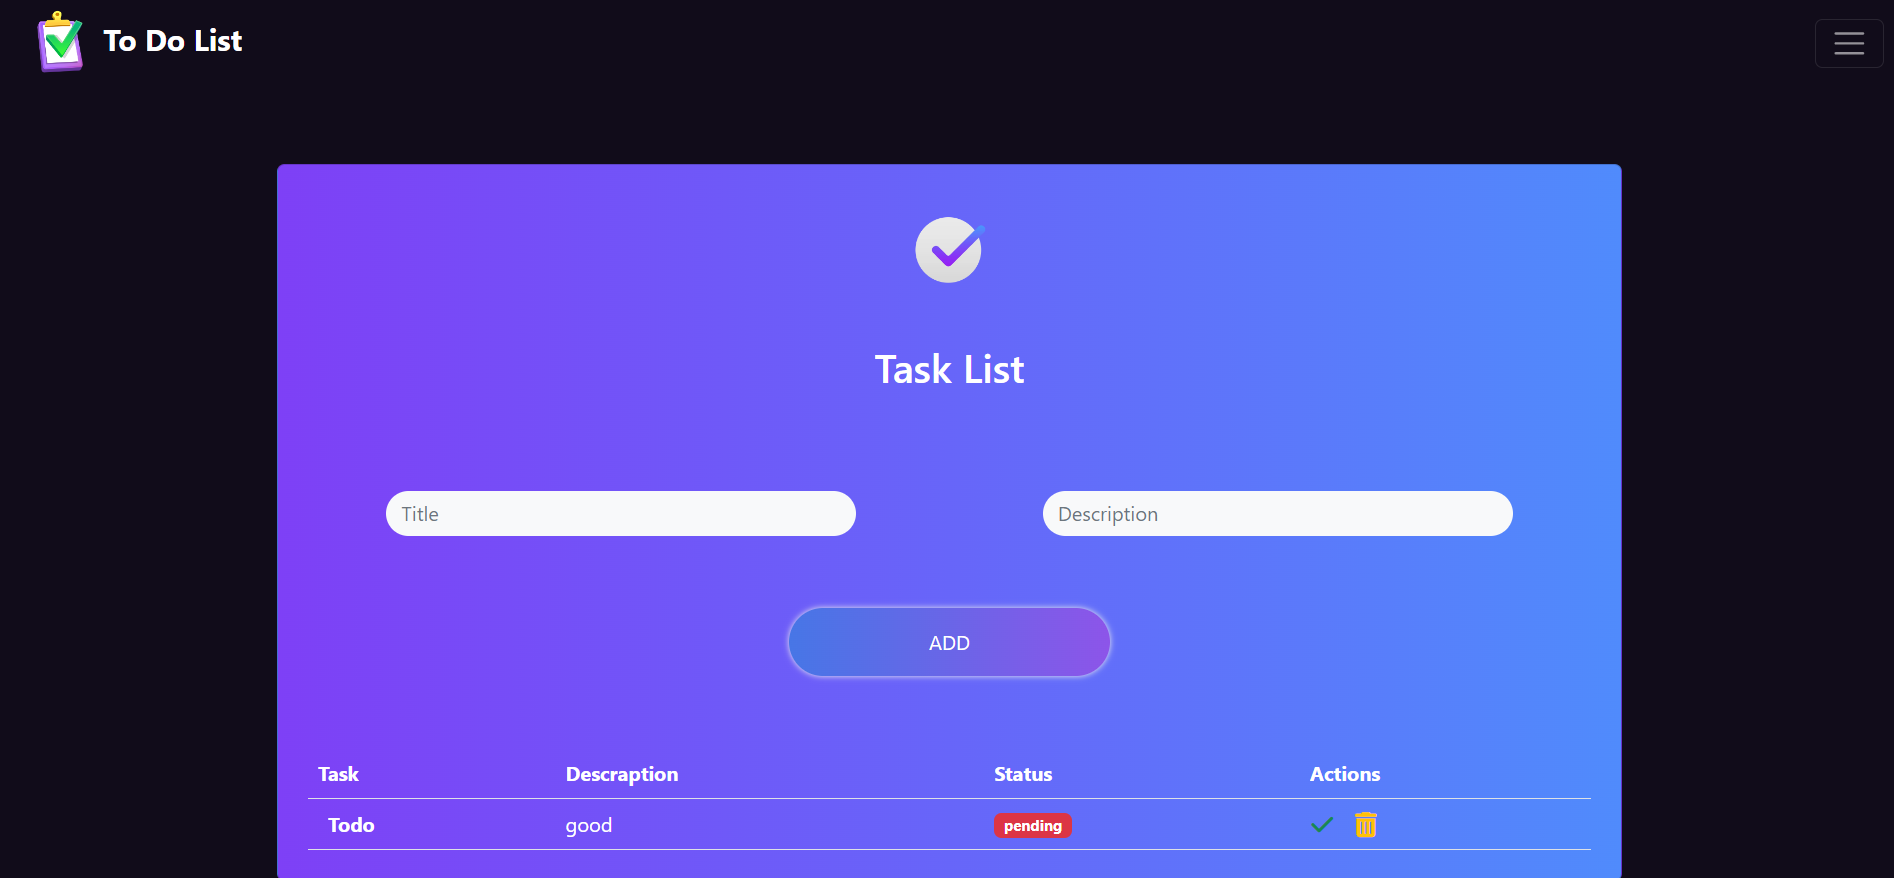 To Do List
Task List
Title Description
ADD
Task Descraption Status Actions
Todo good pending